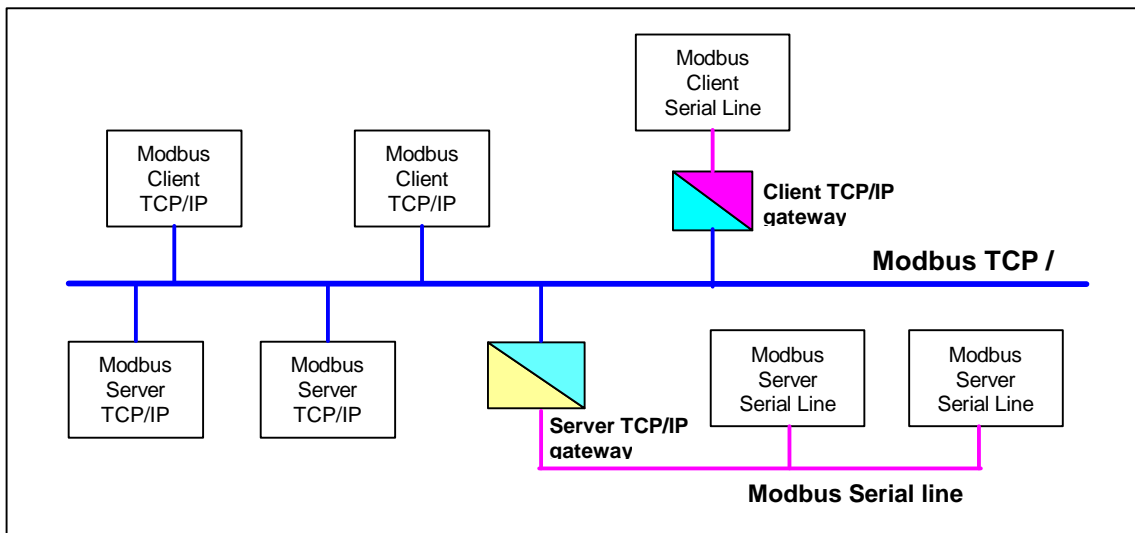 Modbus
Client
Serial Line
Modbus
Client
TCP/IP
Modbus
Client
TCP/IP
Client TCP/IP
gateway
Modbus TCP /
Modbus
Server
TCP/IP
Modbus
Server
TCP/IP
Server TCP/IP
gateway
Modbus
Server
Serial Line
Modbus
Server
Serial Line
Modbus Serial line